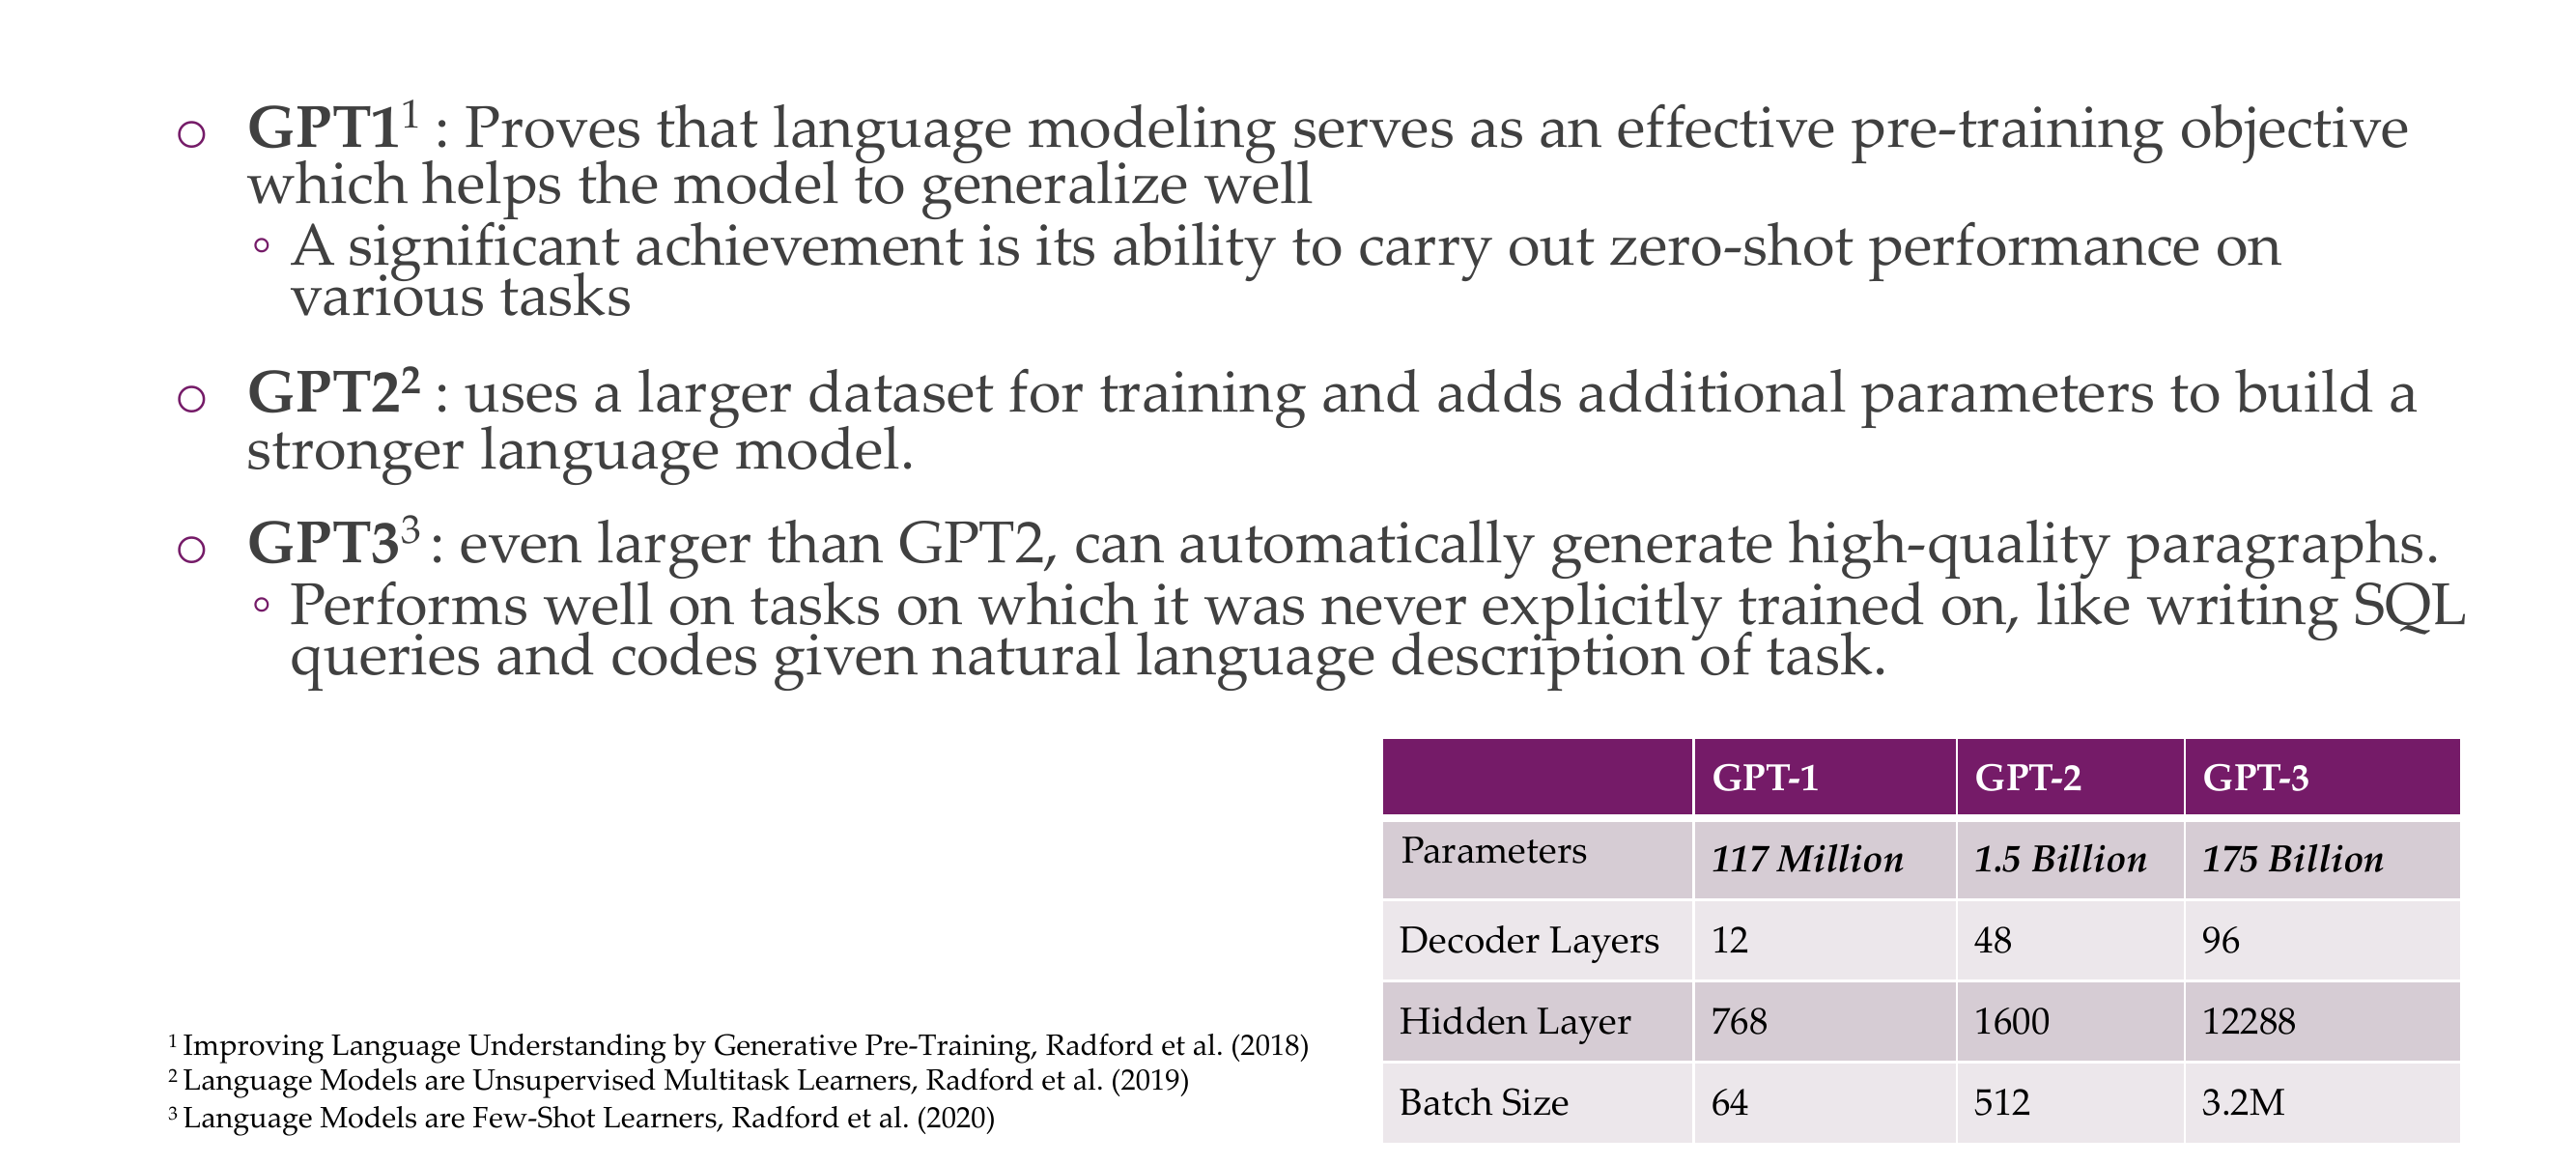 o GPT1¹ : Proves that language modeling serves as an effective pre-training objective
which helps the model to generalize well
◦ A significant achievement is its ability to carry out zero-shot performance on
various tasks
o GPT2² : uses a larger dataset for training and adds additional parameters to build a
stronger language model.
o GPT3³ : even larger than GPT2, can automatically generate high-quality paragraphs.
◦ Performs well on tasks on which it was never explicitly trained on, like writing SQL
queries and codes given natural language description of task.
GPT-1 GPT-2 GPT-3
Parameters 117 Million 1.5 Billion 175 Billion
Decoder Layers 12 48 96
Hidden Layer 768 1600 12288
Batch Size 64 512 3.2M
¹ Improving Language Understanding by Generative Pre-Training, Radford et al. (2018)
² Language Models are Unsupervised Multitask Learners, Radford et al. (2019)
³ Language Models are Few-Shot Learners, Radford et al. (2020)